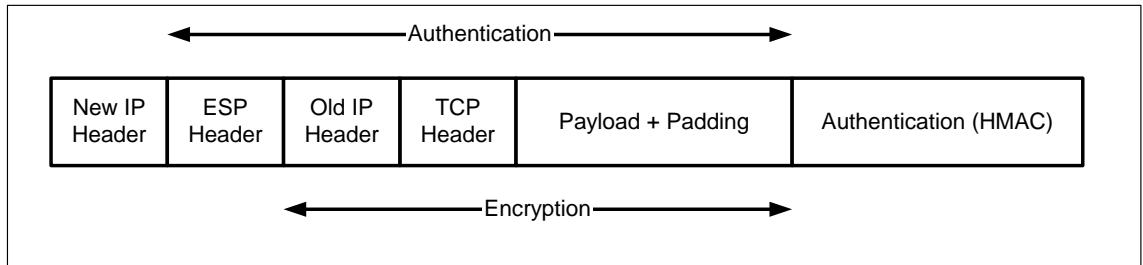 Authentication
New IP
Header
ESP
Header
Old IP
Header
TCP
Header
Payload + Padding
Authentication (HMAC)
Encryption